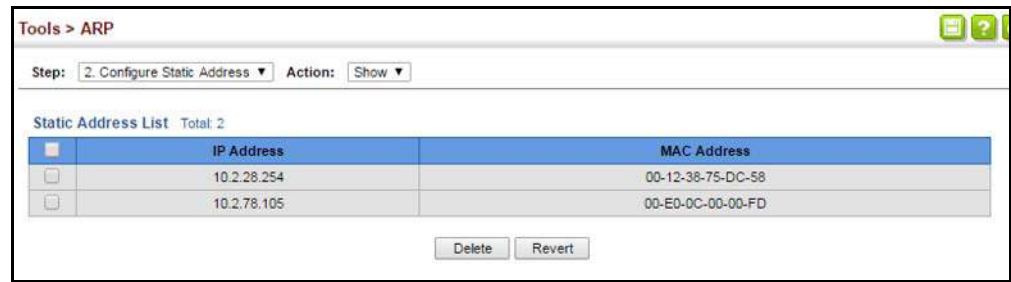 Tools > ARP
?
Step: 2. Configure Static Address ▼ Action: Show ▼
Static Address List Total: 2
IP Address MAC Address
10.2.28.254 00-12-38-75-DC-58
10.2.78.105 00-E0-0C-00-00-FD
Delete Revert